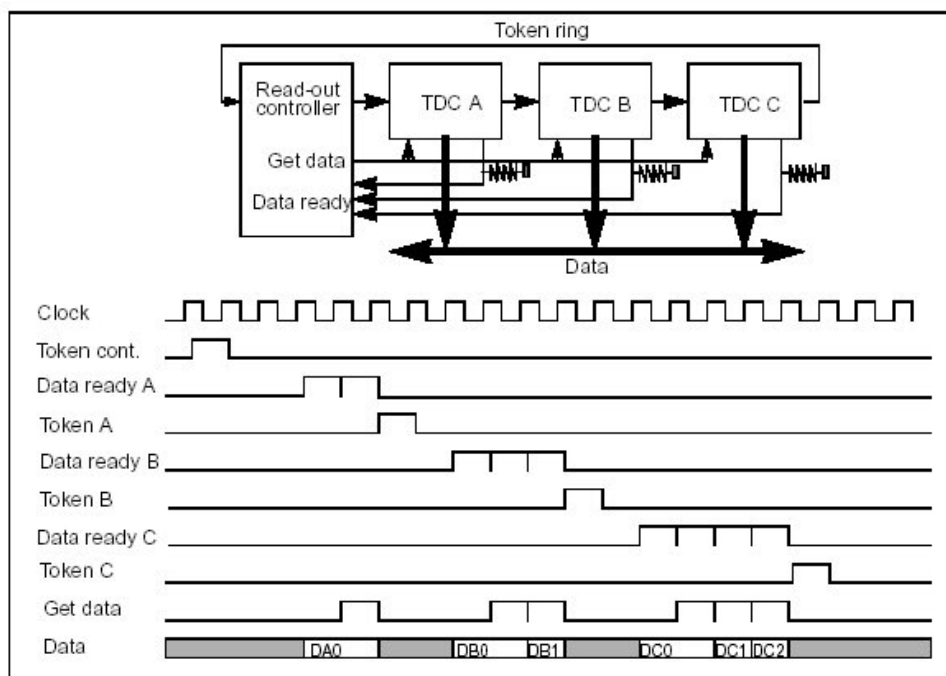 Token ring
Read-out
controller
TDC A
TDC B
TDC C
Get data
Data ready
Data
Clock
Token cont.
Data ready A
Token A
Data ready B
Token B
Data ready C
Token C
Get data
Data
DA0
DB0
DB1
DC0
DC1
DC2